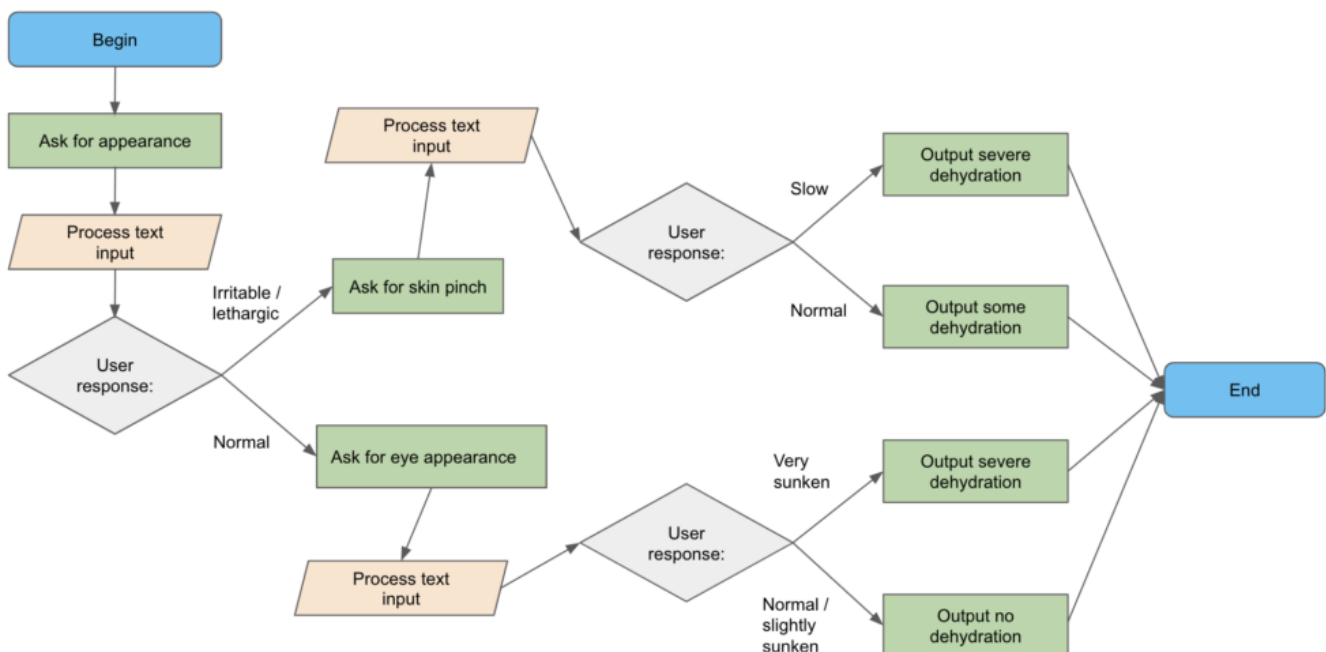 Begin
Ask for appearance
Process text
input
User
response:
Irritable /
lethargic
Normal
Ask for skin pinch
Process text
input
User
response:
Slow
Normal
Output severe
dehydration
Output some
dehydration
Ask for eye appearance
Process text
input
User
response:
Very
sunken
Normal /
slightly
sunken
Output severe
dehydration
Output no
dehydration
End